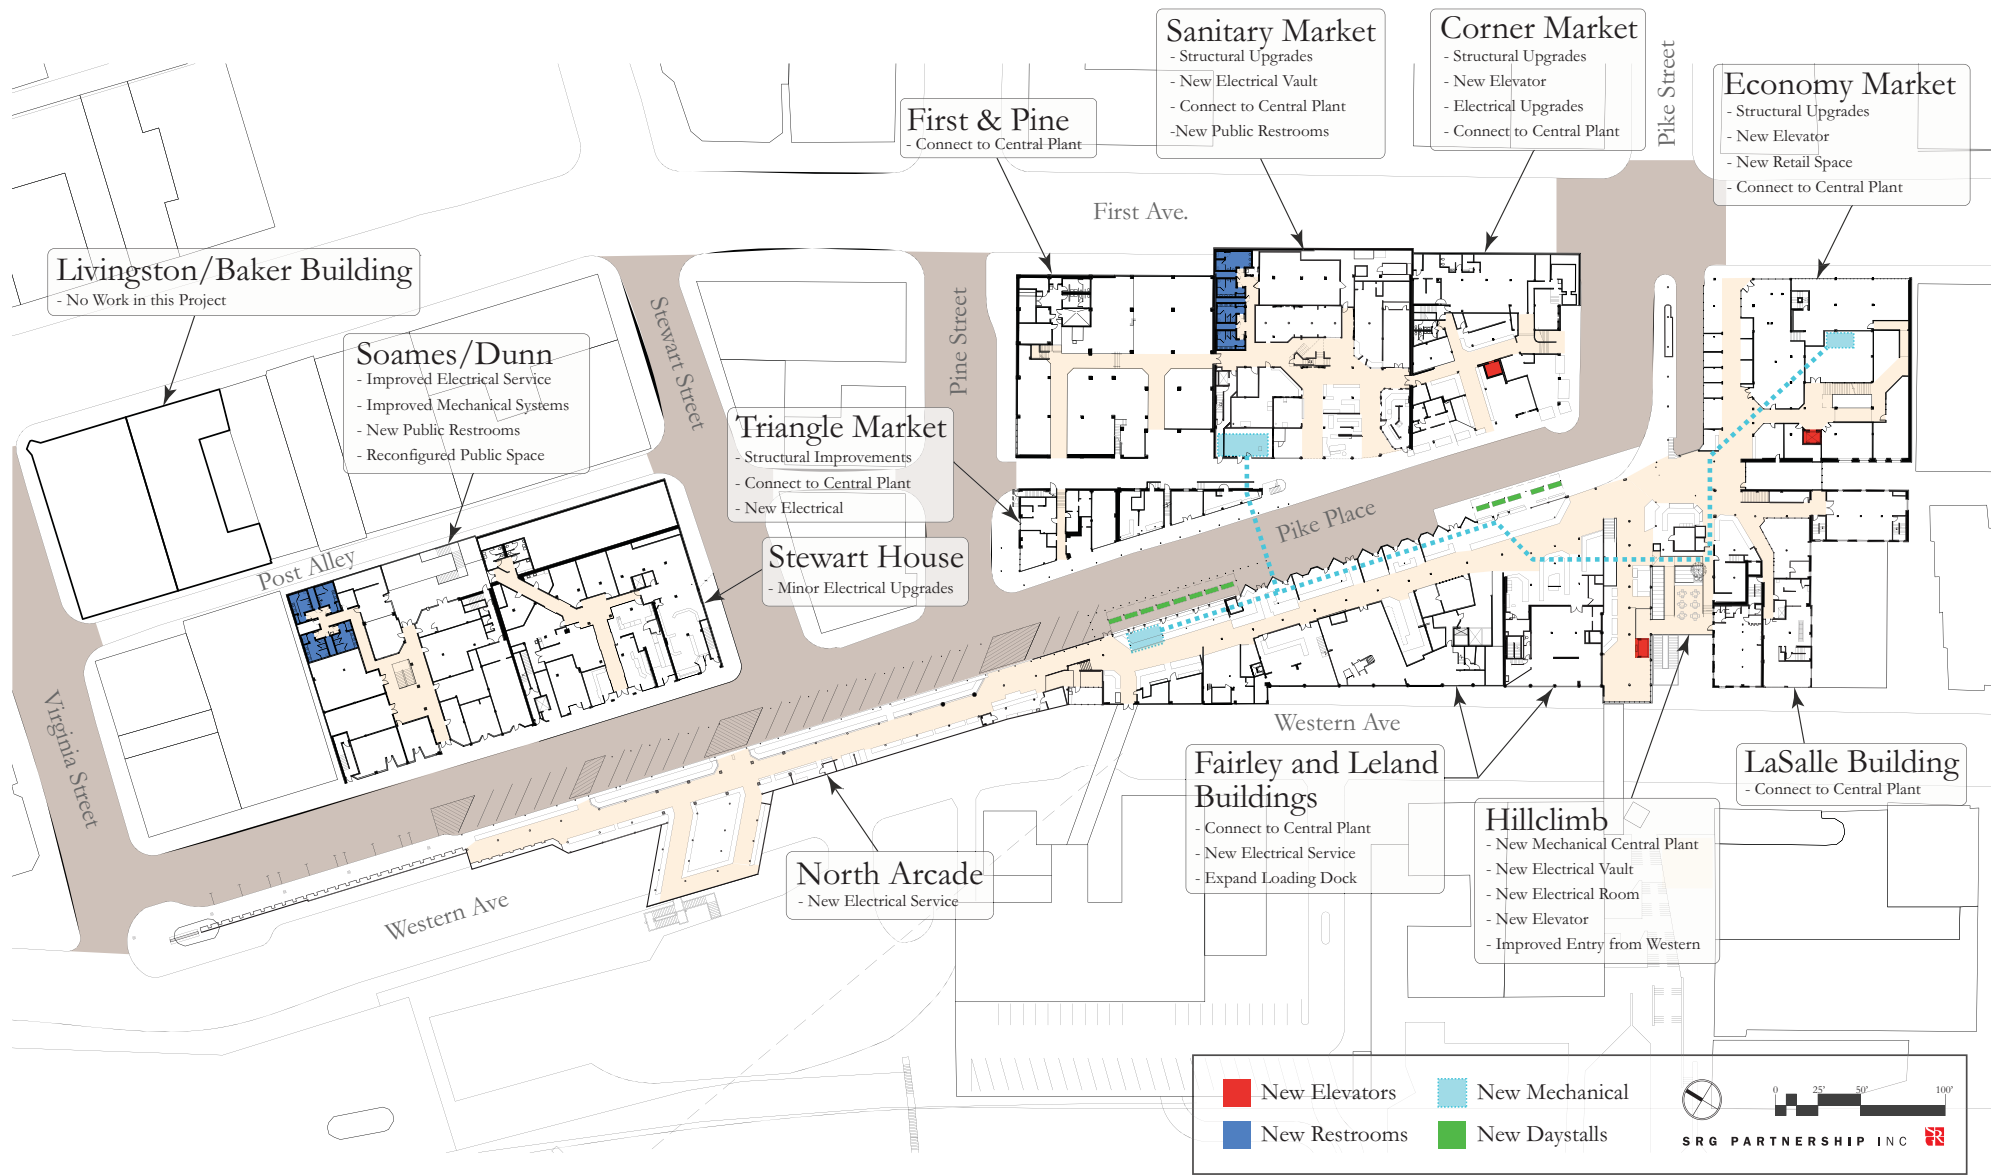 Sanitary Market
- Structural Upgrades
- New Electrical Vault
- Connect to Central Plant
-New Public Restrooms
Corner Market
- Structural Upgrades
- New Elevator
- Electrical Upgrades
- Connect to Central Plant
Pike Street
Economy Market
- Structural Upgrades
- New Elevator
- New Retail Space
- Connect to Central Plant
First & Pine
- Connect to Central Plant
First Ave.
Livingston/Baker Building
- No Work in this Project
Soames/Dunn
- Improved Electrical Service
- Improved Mechanical Systems
- New Public Restrooms
- Reconfigured Public Space
Stewart Street
Pine Street
Triangle Market
- Structural Improvements
- Connect to Central Plant
- New Electrical
Pike Place
Stewart House
- Minor Electrical Upgrades
Post Alley
Virginia Street
Western Ave
Fairley and Leland
Buildings
- Connect to Central Plant
- New Electrical Service
- Expand Loading Dock
LaSalle Building
- Connect to Central Plant
Hillclimb
- New Mechanical Central Plant
- New Electrical Vault
- New Electrical Room
- New Elevator
- Improved Entry from Western
North Arcade
- New Electrical Service
Western Ave
New Elevators
New Mechanical
New Restrooms
New Daystalls
0 25' 50' 100'
SRG PARTNERSHIP INC